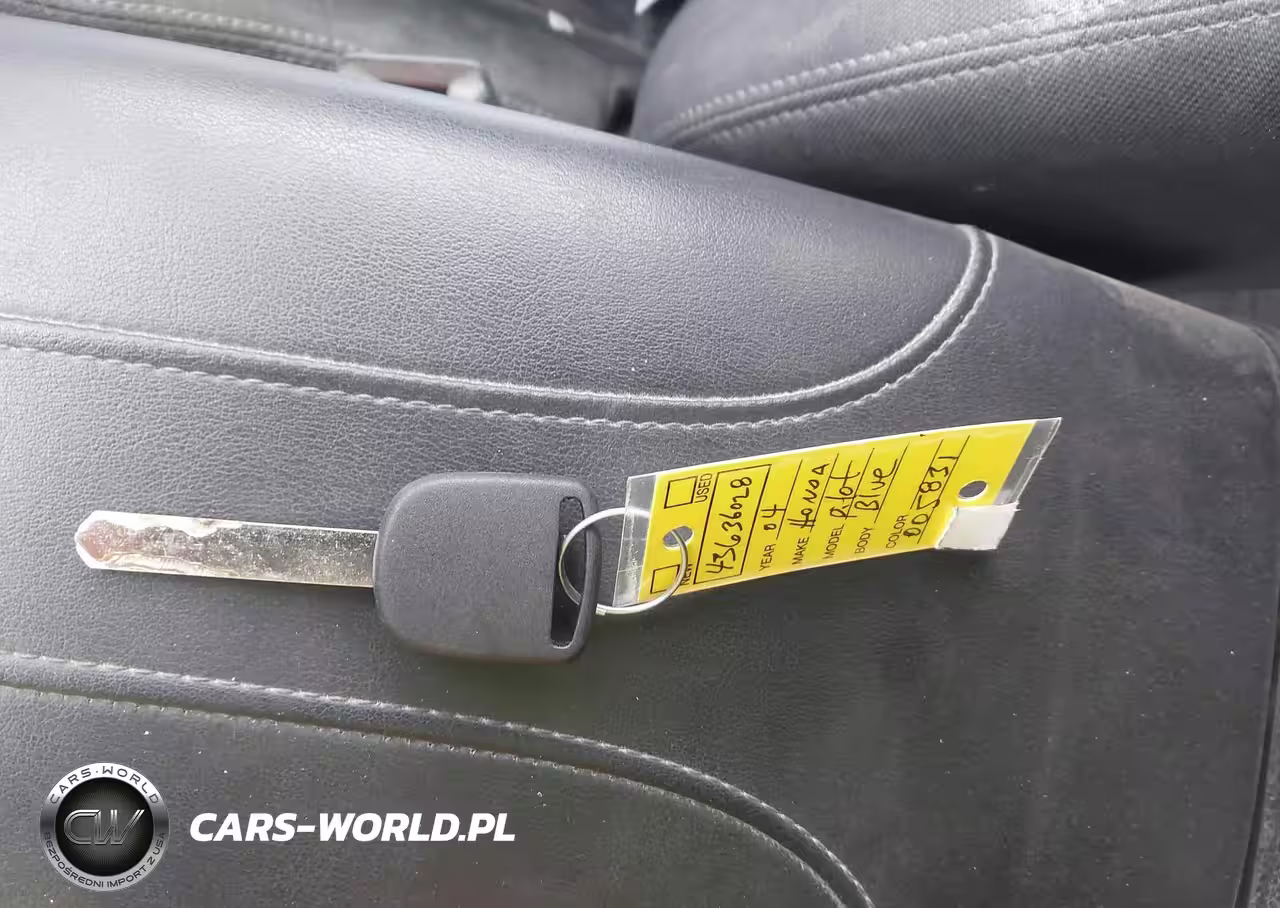 USED
NEW
43636028
YEAR 04
MAKE HONDA
MODEL Pilot
BODY Blue
COLOR 005831
CARS-WORLD
CW
BEZPOŚREDNI IMPORT Z USA
CARS-WORLD.PL